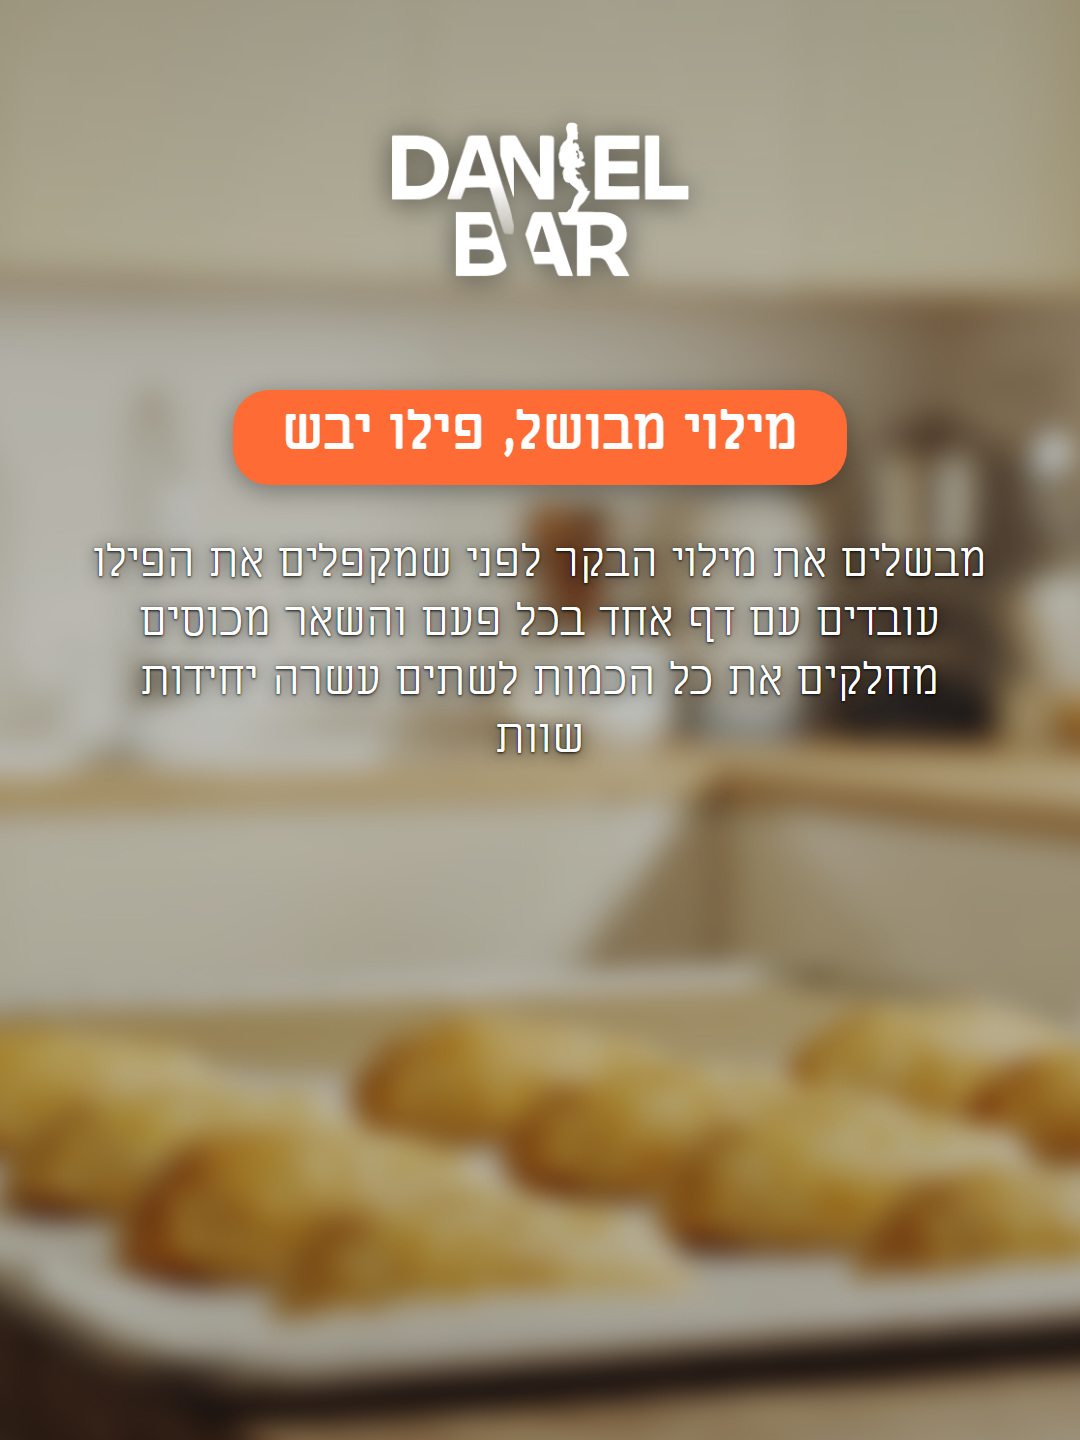 DANIEL
BAR
מילוי מבושל, פילו יבש
מבשלים את מילוי הבקר לפני שמקפלים את הפילו
עובדים עם דף אחד בכל פעם והשאר מכוסים
מחלקים את כל הכמות לשתים עשרה יחידות
שוות